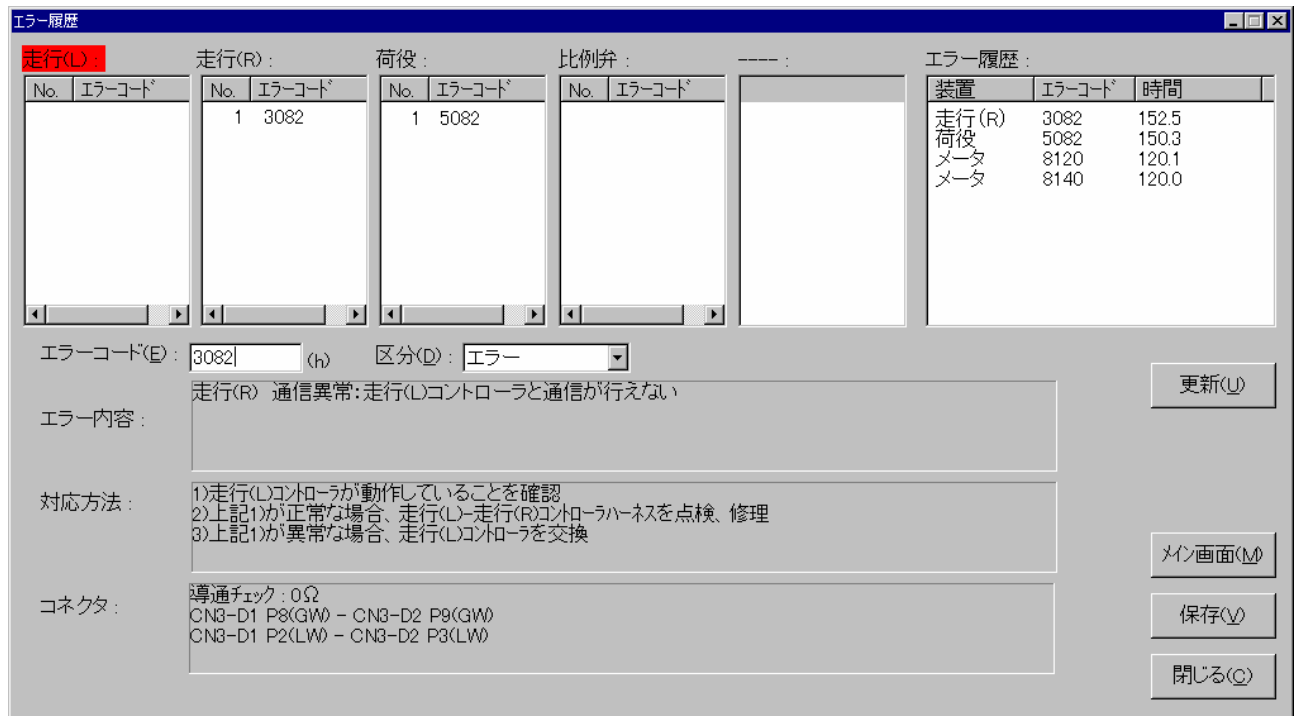 エラー履歴
走行(L) : 走行(R) : 荷役 : 比例弁 : ---- : エラー履歴 :
No. エラーコード No. エラーコード No. エラーコード No. エラーコード 装置 エラーコード 時間
1 3082 1 5082 走行(R) 3082 152.5
荷役 5082 150.3
メータ 8120 120.1
メータ 8140 120.0
エラーコード(E) : 3082 (h) 区分(D) : エラー
更新(U)
エラー内容 :
走行(R) 通信異常:走行(L)コントローラと通信が行えない
対応方法 :
1)走行(L)コントローラが動作していることを確認
2)上記1)が正常な場合、走行(L)-走行(R)コントローラハーネスを点検、修理
3)上記1)が異常な場合、走行(L)コントローラを交換
メイン画面(M)
コネクタ :
導通チェック : 0Ω
CN3-D1 P8(GW) - CN3-D2 P9(GW)
CN3-D1 P2(LW) - CN3-D2 P3(LW)
保存(V)
閉じる(C)